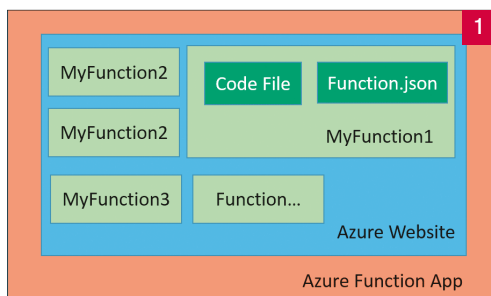 1
MyFunction2
Code File
Function.json
MyFunction2
MyFunction1
MyFunction3
Function...
Azure Website
Azure Function App